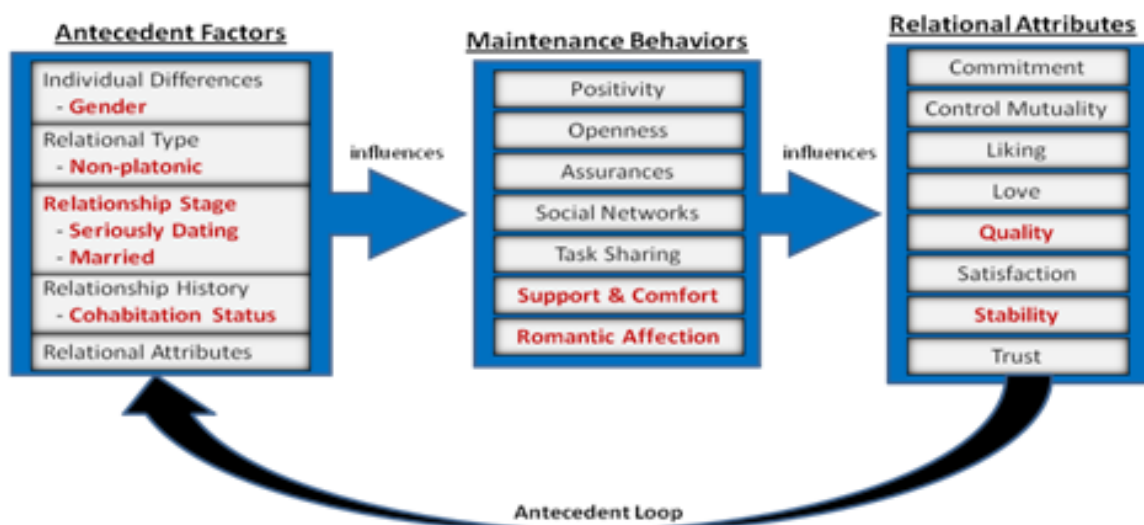 Antecedent Factors
Individual Differences
- Gender
Relational Type
- Non-platonic
Relationship Stage
- Seriously Dating
- Married
Relationship History
- Cohabitation Status
Relational Attributes
influences
Maintenance Behaviors
Positivity
Openness
Assurances
Social Networks
Task Sharing
Support & Comfort
Romantic Affection
influences
Relational Attributes
Commitment
Control Mutuality
Liking
Love
Quality
Satisfaction
Stability
Trust
Antecedent Loop